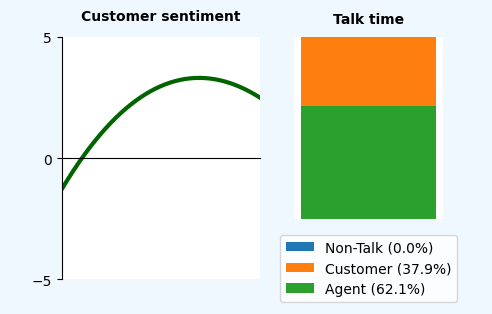 Customer sentiment
Talk time
5
0
−5
Non-Talk (0.0%)
Customer (37.9%)
Agent (62.1%)